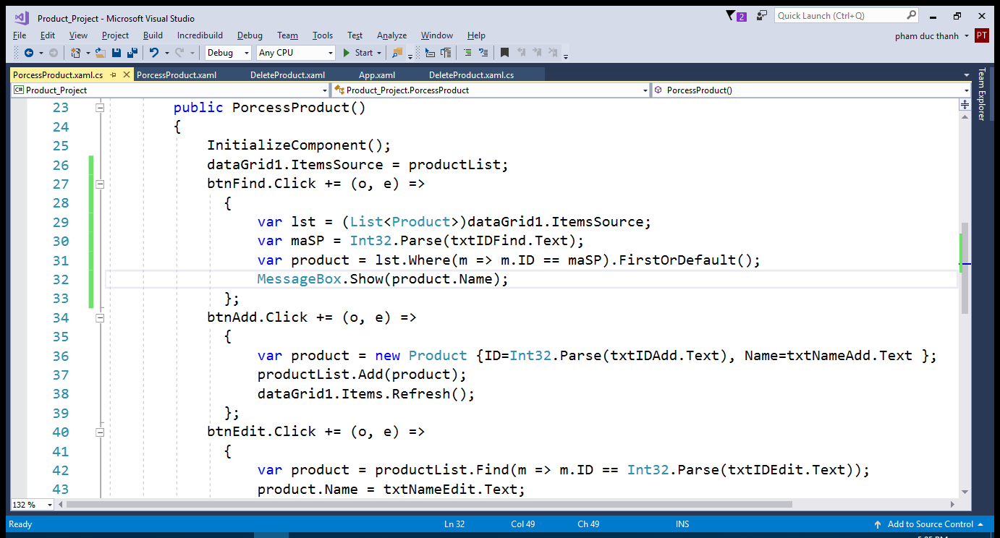 Product_Project - Microsoft Visual Studio
2
Quick Launch (Ctrl+Q)
File Edit View Project Build Incredibuild Debug Team Tools Test Analyze Window Help
pham duc thanh PT
Debug Any CPU Start
PorcessProduct.xaml.cs PorcessProduct.xaml DeleteProduct.xaml App.xaml DeleteProduct.xaml.cs
Team Explorer
C# Product_Project Product_Project.PorcessProduct PorcessProduct()
23 public PorcessProduct()
24 {
25 InitializeComponent();
26 dataGrid1.ItemsSource = productList;
27 btnFind.Click += (o, e) =>
28 {
29 var lst = (List<Product>)dataGrid1.ItemsSource;
30 var maSP = Int32.Parse(txtIDFind.Text);
31 var product = lst.Where(m => m.ID == maSP).FirstOrDefault();
32 MessageBox.Show(product.Name);
33 };
34 btnAdd.Click += (o, e) =>
35 {
36 var product = new Product {ID=Int32.Parse(txtIDAdd.Text), Name=txtNameAdd.Text };
37 productList.Add(product);
38 dataGrid1.Items.Refresh();
39 };
40 btnEdit.Click += (o, e) =>
41 {
42 var product = productList.Find(m => m.ID == Int32.Parse(txtIDEdit.Text));
43 product.Name = txtNameEdit.Text;
132 %
Ready Ln 32 Col 49 Ch 49 INS Add to Source Control